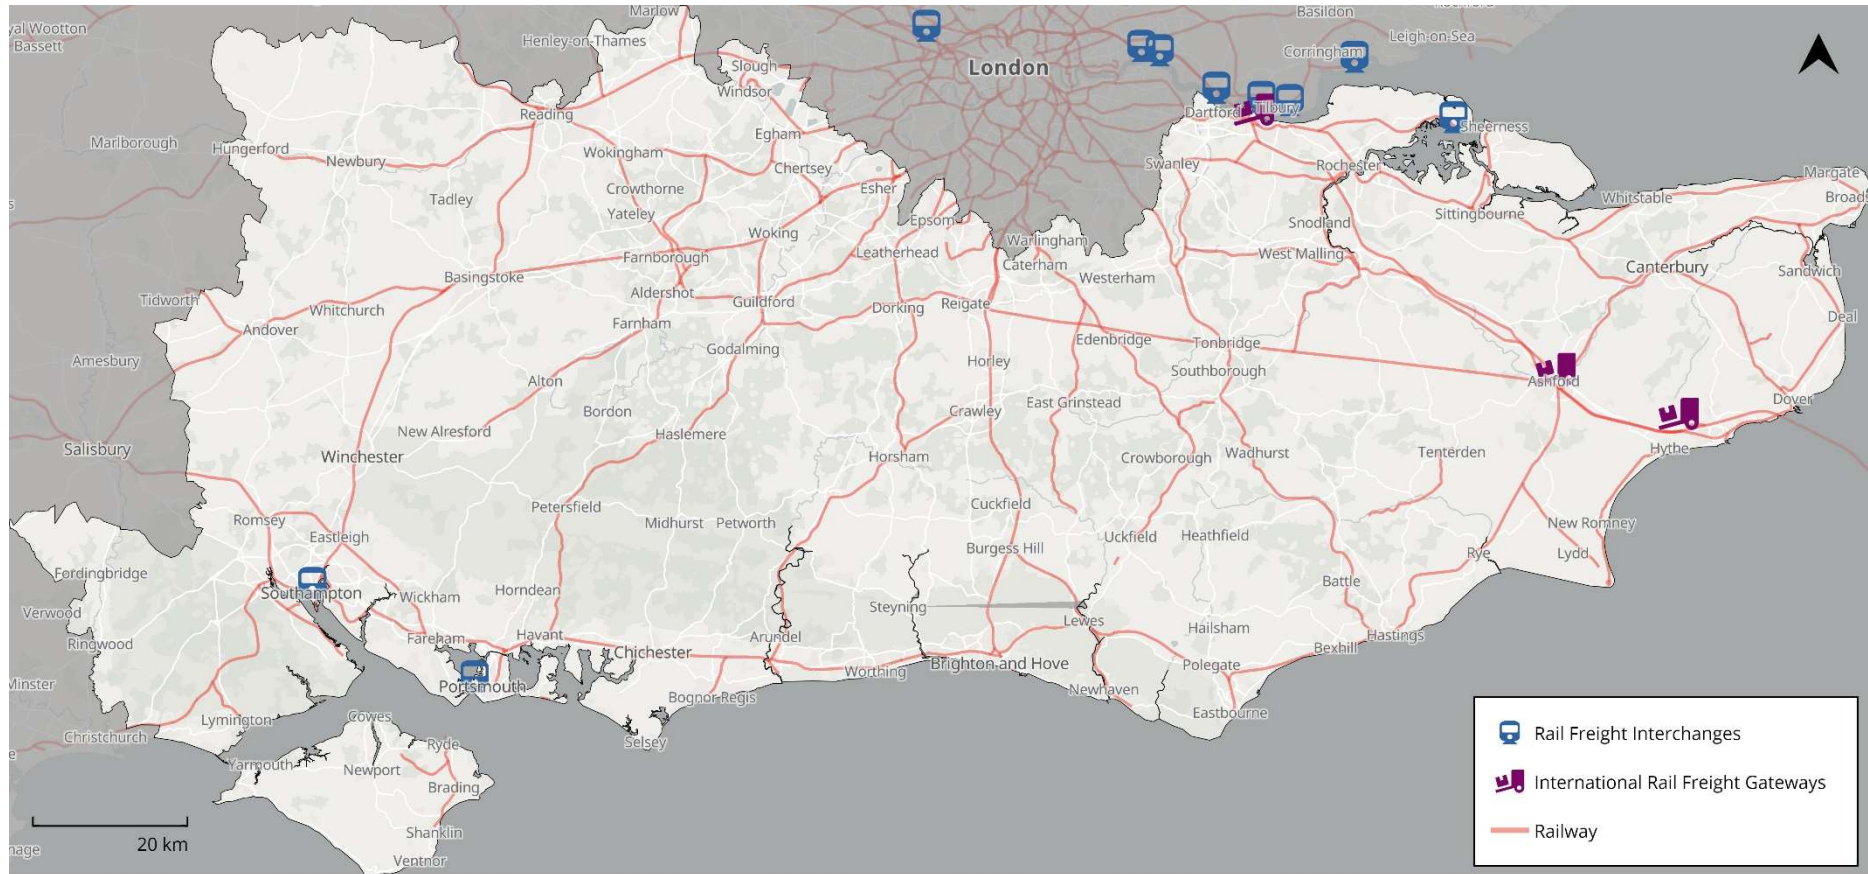 Marlow
Basildon
yal Wootton
Bassett
Henley-on-Thames
Leigh-on-Sea
Corringham
Slough
London
Windsor
Tilbury
Reading
Dartford
Sheerness
Egham
Marlborough
Hungerford
Newbury
Wokingham
Chertsey
Swanley
Rochester
Margate
Crowthorne
Esher
Tadley
Whitstable
Broads
Yateley
Epsom
Sittingbourne
Snodland
Woking
Warlingham
Leatherhead
West Malling
Farnborough
Caterham
Canterbury
Basingstoke
Westerham
Sandwich
Aldershot
Tidworth
Guildford
Dorking
Reigate
Whitchurch
Farnham
Andover
Deal
Edenbridge
Tonbridge
Godalming
Amesbury
Horley
Southborough
Alton
Ashford
Dover
East Grinstead
Bordon
Crawley
New Alresford
Haslemere
Salisbury
Winchester
Horsham
Crowborough
Wadhurst
Tenterden
Hythe
Cuckfield
Petersfield
Romsey
Midhurst
Petworth
New Romney
Eastleigh
Uckfield
Heathfield
Burgess Hill
Rye
Lydd
Fordingbridge
Battle
Southampton
Wickham
Horndean
Verwood
Steyning
Lewes
Hailsham
Ringwood
Fareham
Havant
Arundel
Hastings
Chichester
Bexhill
Brighton and Hove
Polegate
Worthing
Minster
Portsmouth
Bognor Regis
Newhaven
Lymington
Cowes
Eastbourne
Christchurch
Ryde
Selsey
Yarmouth
Newport
Brading
Shanklin
20 km
nage
Ventnor
Rail Freight Interchanges
International Rail Freight Gateways
Railway